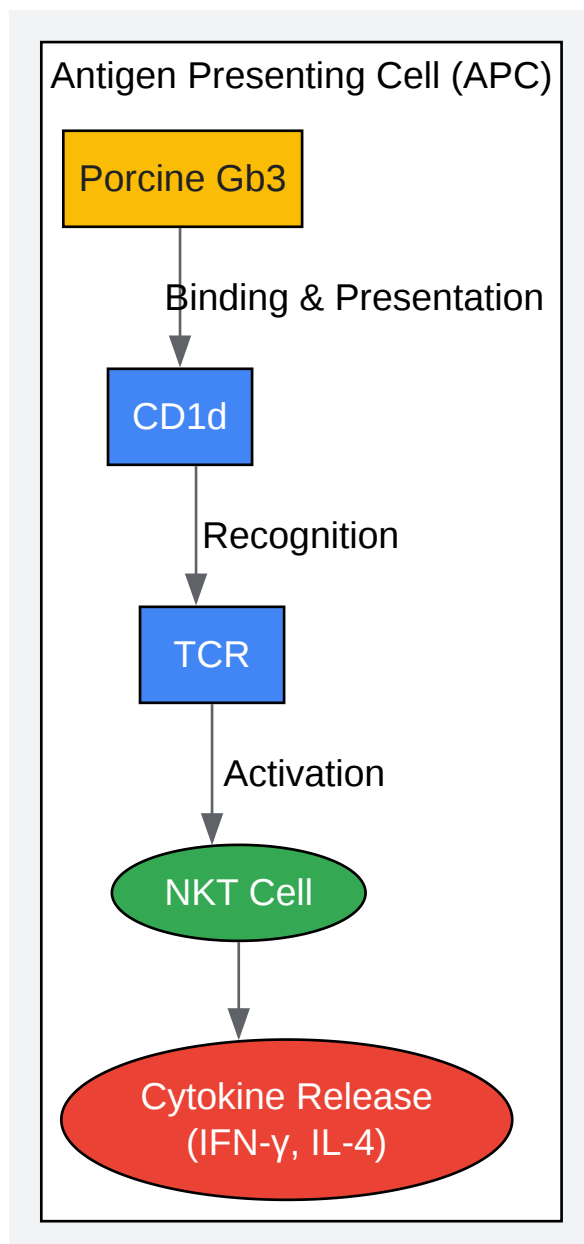 Antigen Presenting Cell (APC)
Porcine Gb3
Binding & Presentation
CD1d
Recognition
TCR
Activation
NKT Cell
Cytokine Release
(IFN-γ, IL-4)